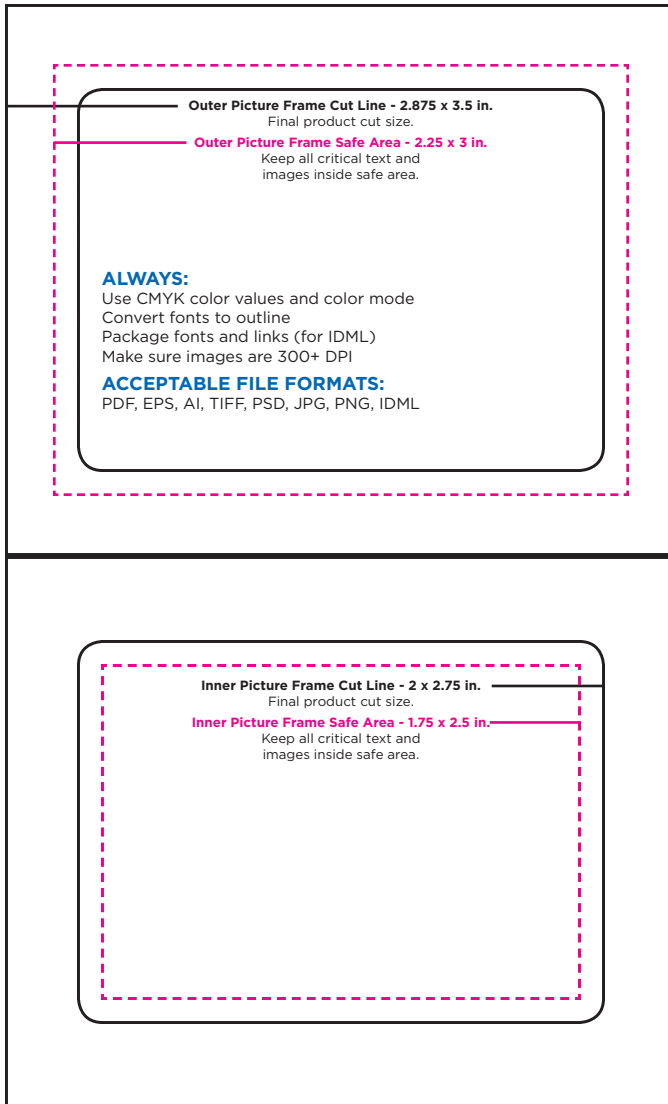 Outer Picture Frame Cut Line - 2.875 x 3.5 in.
Final product cut size.
Outer Picture Frame Safe Area - 2.25 x 3 in.
Keep all critical text and
images inside safe area.
ALWAYS:
Use CMYK color values and color mode
Convert fonts to outline
Package fonts and links (for IDML)
Make sure images are 300+ DPI
ACCEPTABLE FILE FORMATS:
PDF, EPS, AI, TIFF, PSD, JPG, PNG, IDML
Inner Picture Frame Cut Line - 2 x 2.75 in.
Final product cut size.
Inner Picture Frame Safe Area - 1.75 x 2.5 in.
Keep all critical text and
images inside safe area.